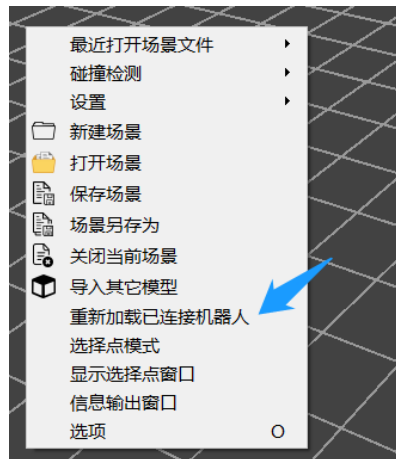 最近打开场景文件
碰撞检测
设置
新建场景
打开场景
保存场景
场景另存为
关闭当前场景
导入其它模型
重新加载已连接机器人
选择点模式
显示选择点窗口
信息输出窗口
选项 O